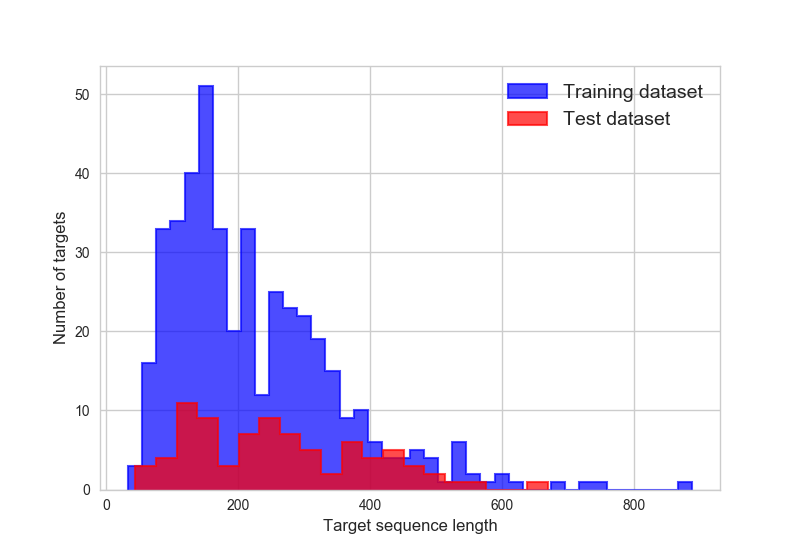 Training dataset
Test dataset
50
40
30
20
10
0
Number of targets
0 200 400 600 800
Target sequence length